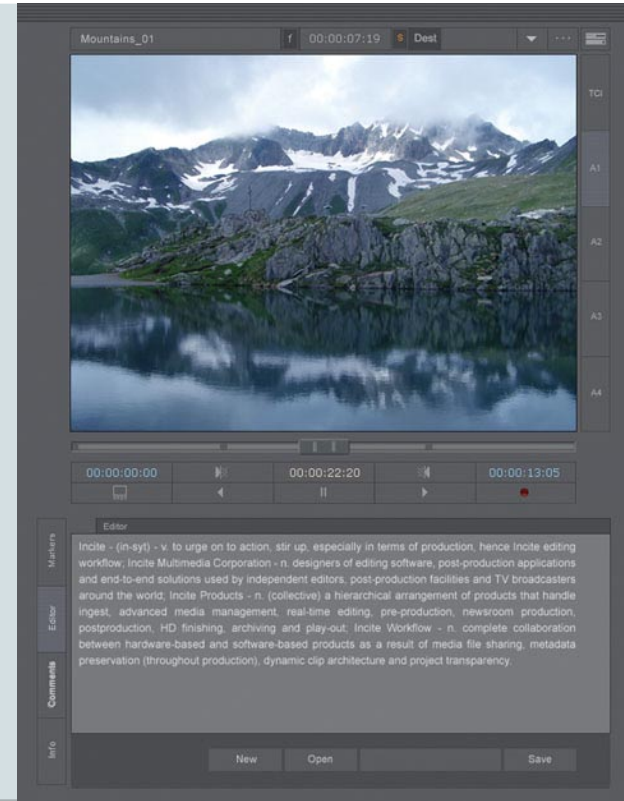 Mountains_01 f 00:00:07:19 S Dest
TCI
A1
A2
A3
A4
00:00:00:00 00:00:22:20 00:00:13:05
Editor
Markers
Editor
Comments
Info
Incite - (in-syt) - v. to urge on to action, stir up, especially in terms of production, hence Incite editing
workflow; Incite Multimedia Corporation - n. designers of editing software, post-production applications
and end-to-end solutions used by independent editors, post-production facilities and TV broadcasters
around the world; Incite Products - n. (collective) a hierarchical arrangement of products that handle
ingest, advanced media management, real-time editing, pre-production, newsroom production,
postproduction, HD finishing, archiving and play-out; Incite Workflow - n. complete collaboration
between hardware-based and software-based products as a result of media file sharing, metadata
preservation (throughout production), dynamic clip architecture and project transparency.
New Open Save